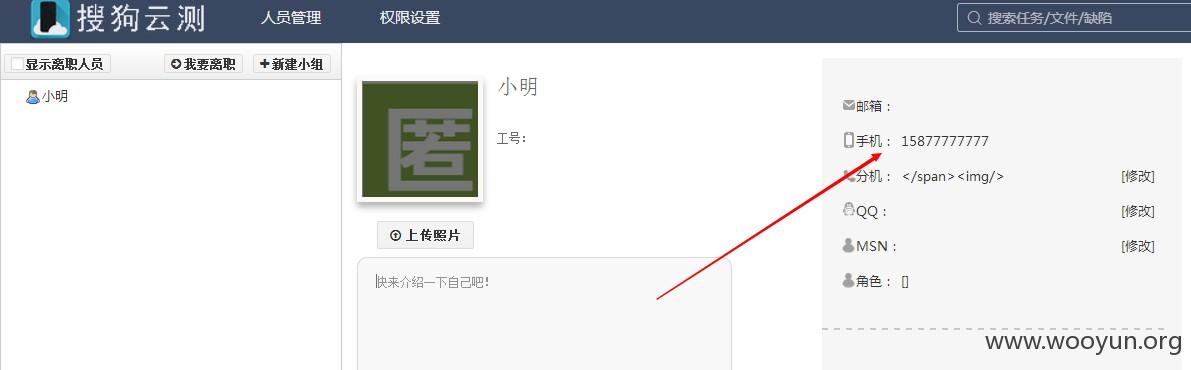 搜狗云测 人员管理 权限设置 搜索任务/文件/缺陷
显示离职人员 我要离职 新建小组
小明
匿
小明
工号：
上传照片
快来介绍一下自己吧！
邮箱：
手机： 15877777777
分机： </span><img/> [修改]
QQ： [修改]
MSN： [修改]
角色： []
www.wooyun.org